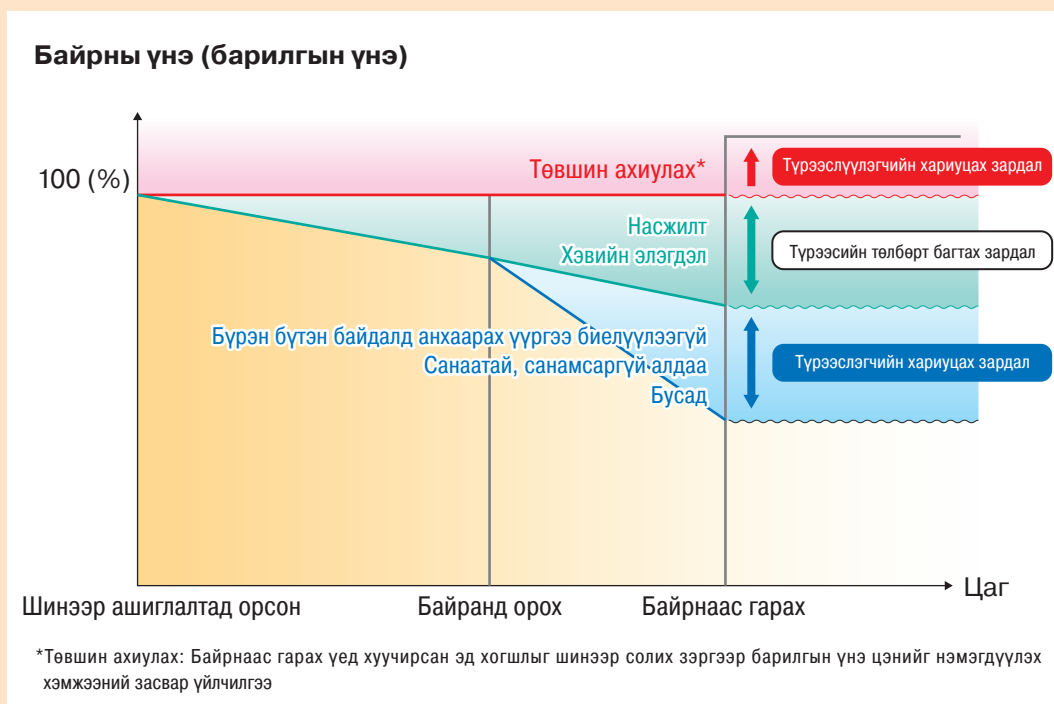 Байрны үнэ (барилгын үнэ)
100 (%)
Төвшин ахиулах*
Түрээслүүлэгчийн хариуцах зардал
Насжилт
Хэвийн элэгдэл
Түрээсийн төлбөрт багтах зардал
Бүрэн бүтэн байдалд анхаарах үүргээ биелүүлээгүй
Санаатай, санамсаргүй алдаа
Бусад
Түрээслэгчийн хариуцах зардал
Цаг
Шинээр ашиглалтад орсон
Байранд орох
Байрнаас гарах
*Төвшин ахиулах: Байрнаас гарах үед хуучирсан эд хогшлыг шинээр солих зэргээр барилгын үнэ цэнийг нэмэгдүүлэх
хэмжээний засвар үйлчилгээ